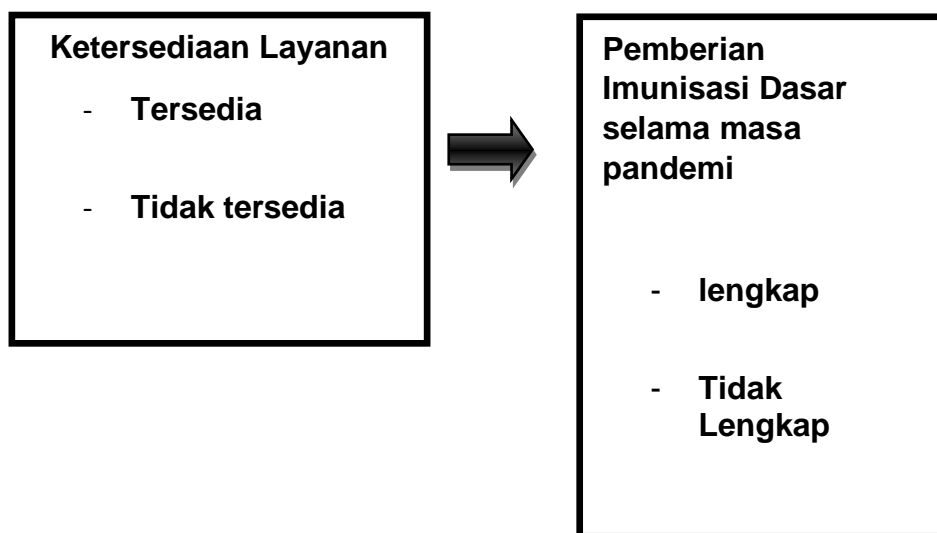 Ketersediaan Layanan
- Tersedia
- Tidak tersedia
Pemberian
Imunisasi Dasar
selama masa
pandemi
- lengkap
- Tidak
Lengkap